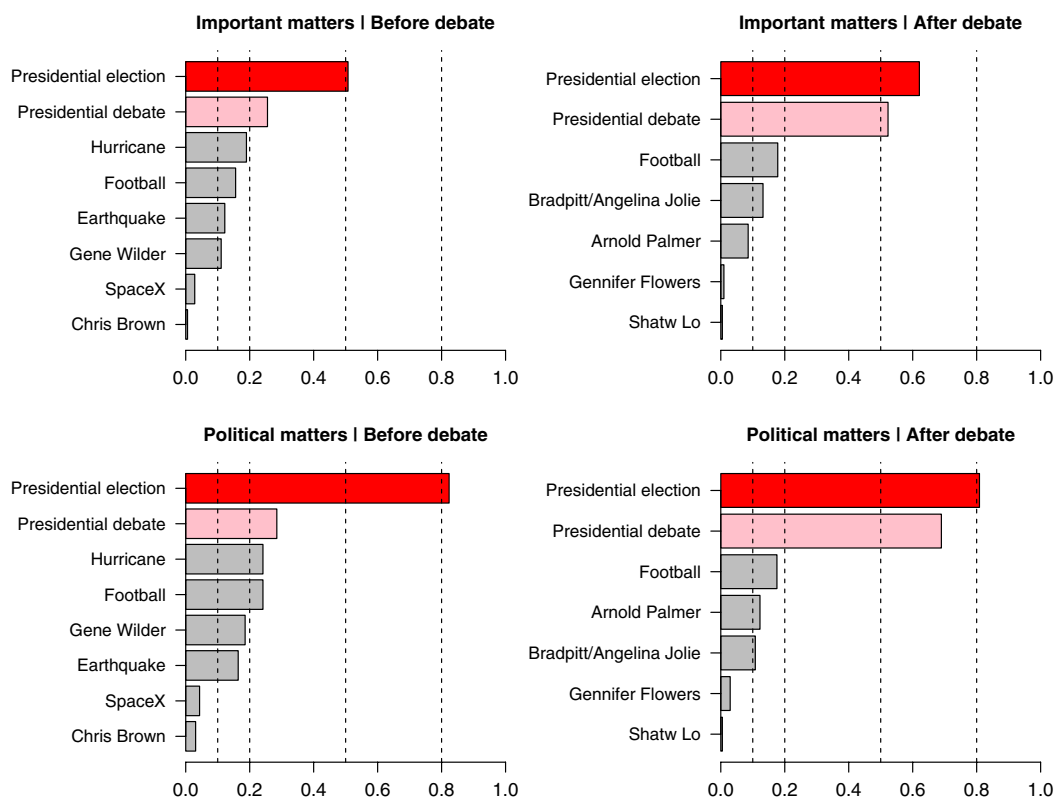 Important matters | Before debate
Presidential election
Presidential debate
Hurricane
Football
Earthquake
Gene Wilder
SpaceX
Chris Brown
0.0 0.2 0.4 0.6 0.8 1.0
Important matters | After debate
Presidential election
Presidential debate
Football
Bradpitt/Angelina Jolie
Arnold Palmer
Gennifer Flowers
Shatw Lo
0.0 0.2 0.4 0.6 0.8 1.0
Political matters | Before debate
Presidential election
Presidential debate
Hurricane
Football
Gene Wilder
Earthquake
SpaceX
Chris Brown
0.0 0.2 0.4 0.6 0.8 1.0
Political matters | After debate
Presidential election
Presidential debate
Football
Arnold Palmer
Bradpitt/Angelina Jolie
Gennifer Flowers
Shatw Lo
0.0 0.2 0.4 0.6 0.8 1.0